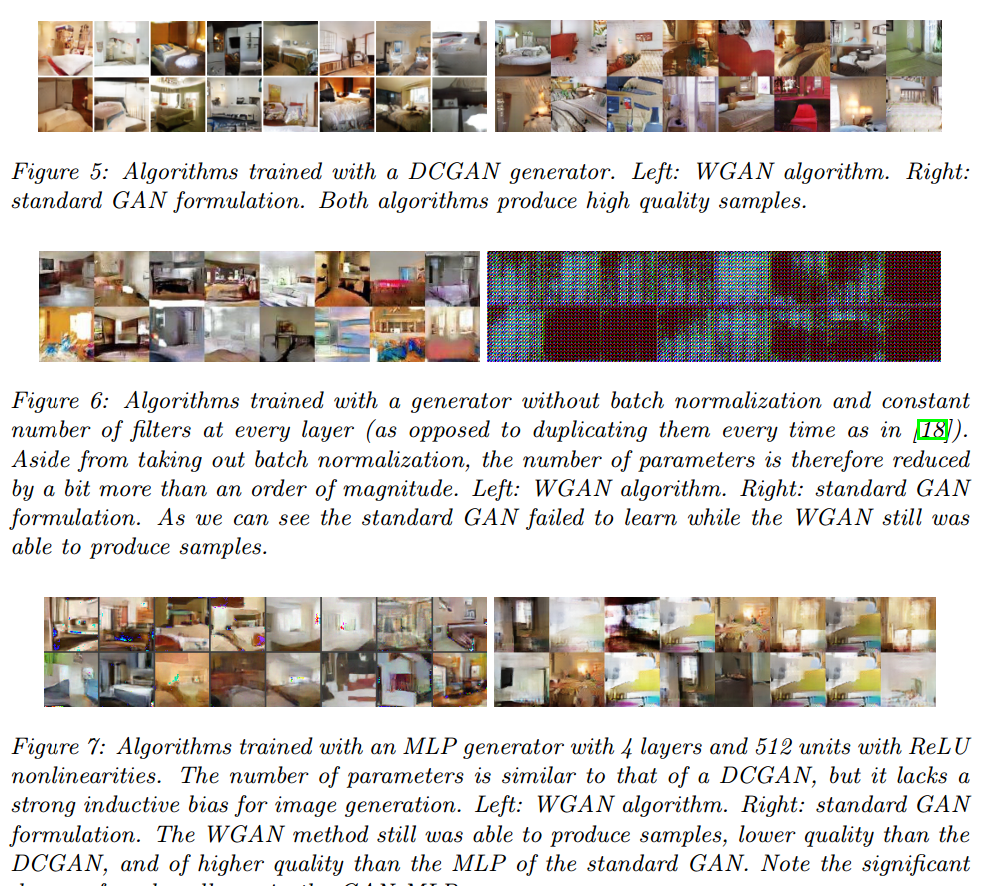 Figure 5: Algorithms trained with a DCGAN generator. Left: WGAN algorithm. Right:
standard GAN formulation. Both algorithms produce high quality samples.
Figure 6: Algorithms trained with a generator without batch normalization and constant
number of filters at every layer (as opposed to duplicating them every time as in [18]).
Aside from taking out batch normalization, the number of parameters is therefore reduced
by a bit more than an order of magnitude. Left: WGAN algorithm. Right: standard GAN
formulation. As we can see the standard GAN failed to learn while the WGAN still was
able to produce samples.
Figure 7: Algorithms trained with an MLP generator with 4 layers and 512 units with ReLU
nonlinearities. The number of parameters is similar to that of a DCGAN, but it lacks a
strong inductive bias for image generation. Left: WGAN algorithm. Right: standard GAN
formulation. The WGAN method still was able to produce samples, lower quality than the
DCGAN, and of higher quality than the MLP of the standard GAN. Note the significant